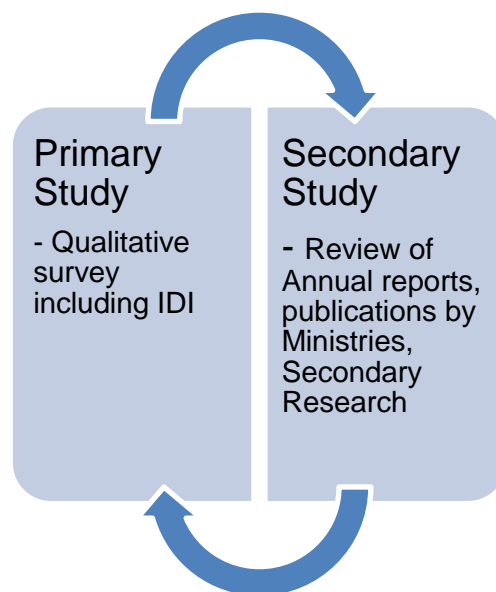 Primary
Study
- Qualitative
survey
including IDI
Secondary
Study
- Review of
Annual reports,
publications by
Ministries,
Secondary
Research